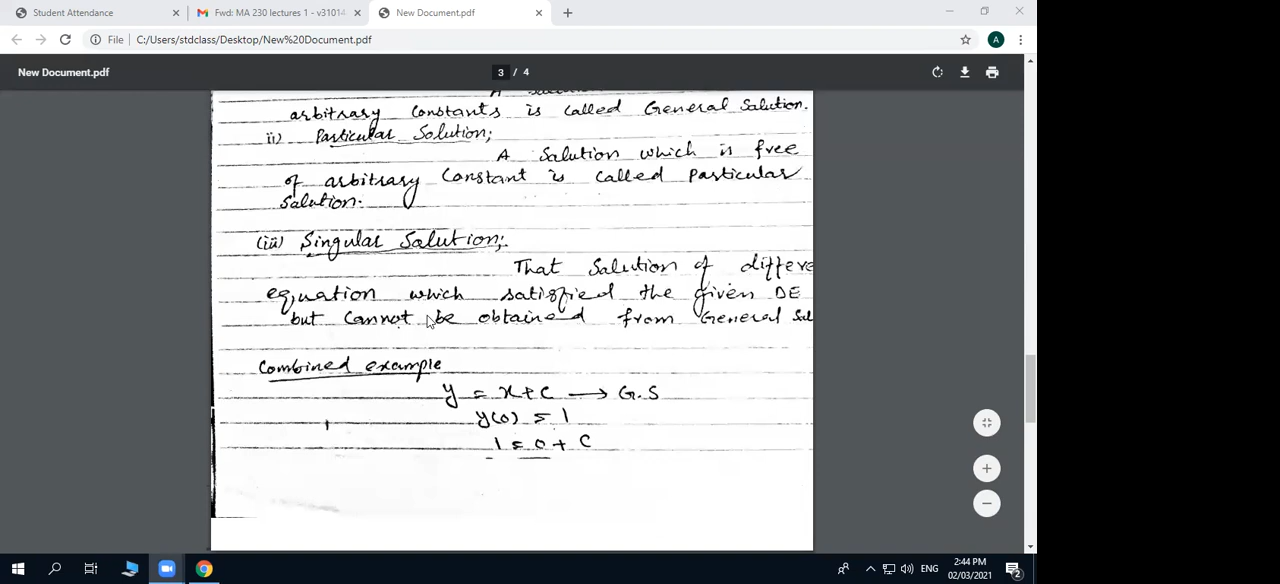 Student Attendance
Fwd: MA 230 lectures 1 - v31014
New Document.pdf
File C:/Users/stdclass/Desktop/New%20Document.pdf
A
New Document.pdf
3 / 4
arbitrary Constants is called General Solution.
ii) Particular Solution;
A Solution which is free
of arbitrary Constant is called Particular
Solution.
(iii) Singular Solution;
That Solution of differe
equation which satisfied the given DE
but Cannot be obtained from General Sol
Combined example
y = x+c → G.S
y(0) = 1
1 = 0 + C
2:44 PM
ENG
02/03/2021
2